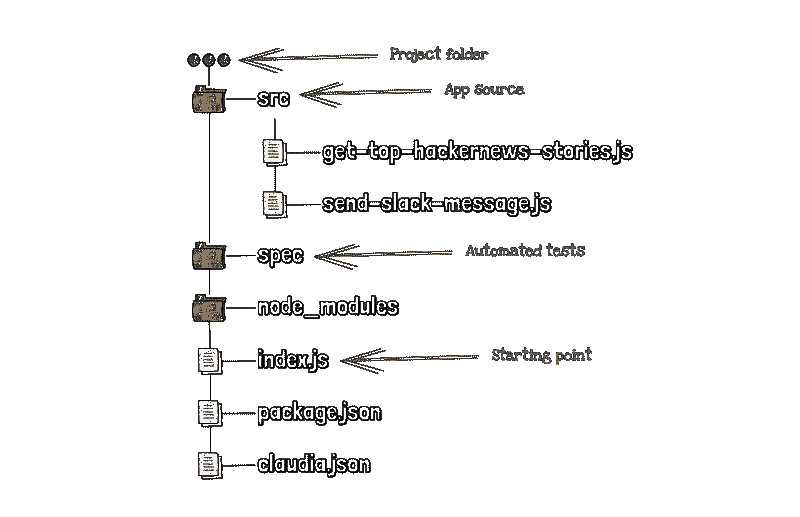 Project folder
src
App Source
get-top-hackernews-stories.js
send-slack-message.js
spec
Automated tests
node_modules
index.js
Starting point
package.json
claudia.json